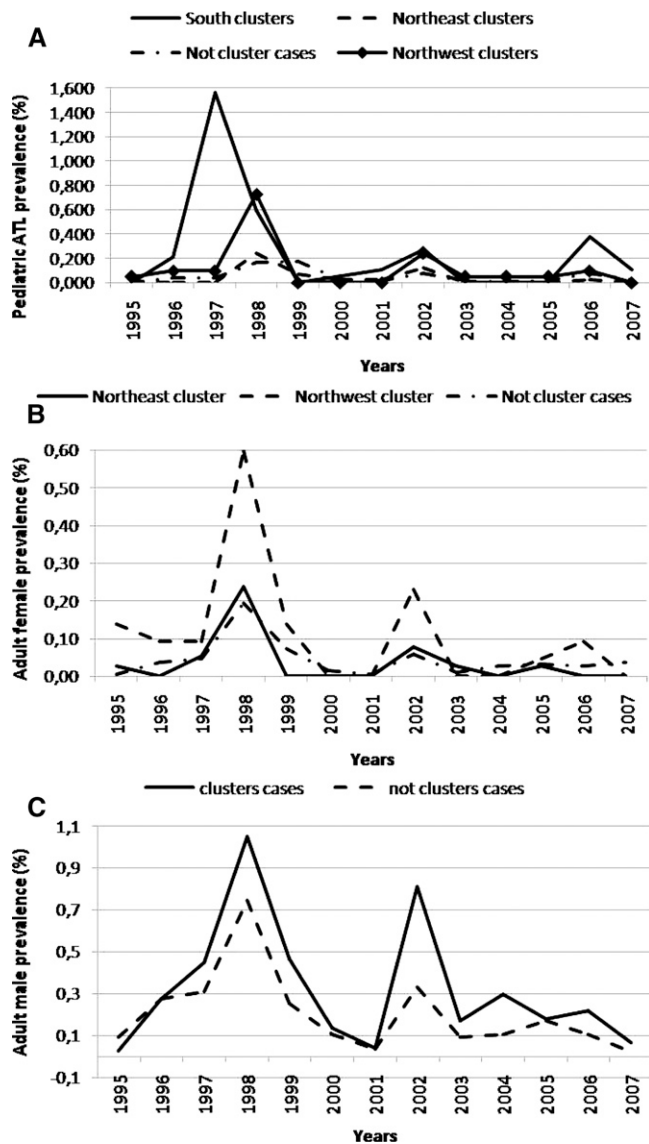 A
South clusters Northeast clusters
Not cluster cases Northwest clusters
Pediatric ATL prevalence (%)
1,600
1,400
1,200
1,000
0,800
0,600
0,400
0,200
0,000
1995 1996 1997 1998 1999 2000 2001 2002 2003 2004 2005 2006 2007
Years
Northeast cluster Northwest cluster Not cluster cases
B
Adult female prevalence (%)
0,60
0,50
0,40
0,30
0,20
0,10
0,00
1995 1996 1997 1998 1999 2000 2001 2002 2003 2004 2005 2006 2007
Years
clusters cases not clusters cases
C
Adult male prevalence (%)
1,1
0,9
0,7
0,5
0,3
0,1
-0,1
1995 1996 1997 1998 1999 2000 2001 2002 2003 2004 2005 2006 2007
Years